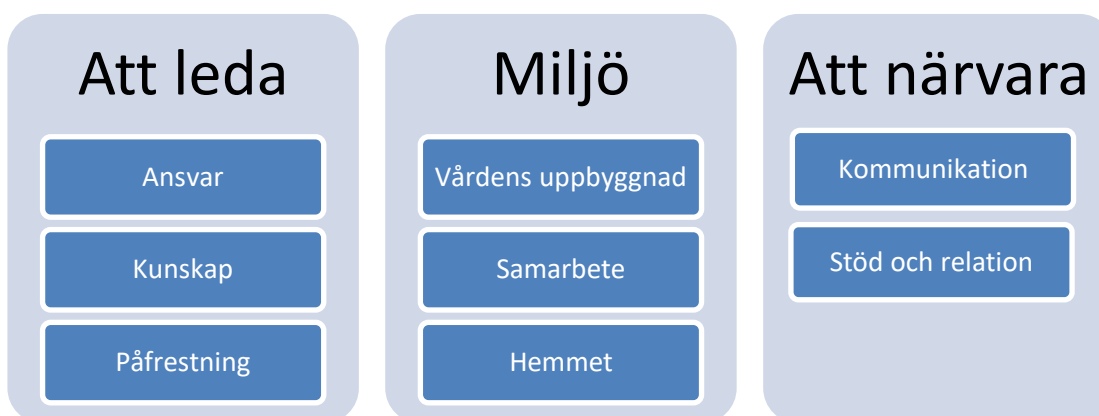 Att leda
Ansvar
Kunskap
Påfrestning
Miljö
Vårdens uppbyggnad
Samarbete
Hemmet
Att närvara
Kommunikation
Stöd och relation